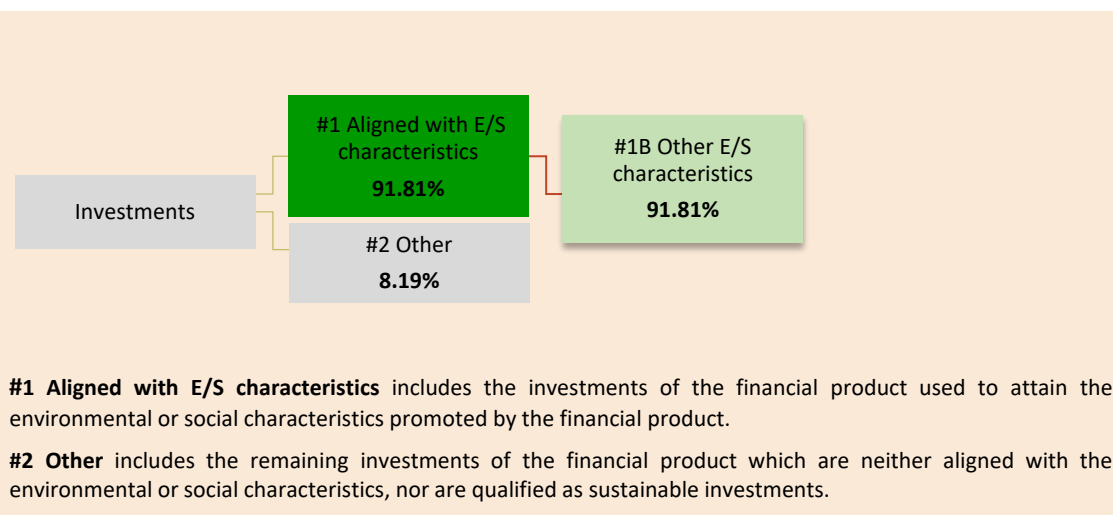 Investments
#1 Aligned with E/S
characteristics
91.81%
#2 Other
8.19%
#1B Other E/S
characteristics
91.81%
#1 Aligned with E/S characteristics includes the investments of the financial product used to attain the
environmental or social characteristics promoted by the financial product.
#2 Other includes the remaining investments of the financial product which are neither aligned with the
environmental or social characteristics, nor are qualified as sustainable investments.